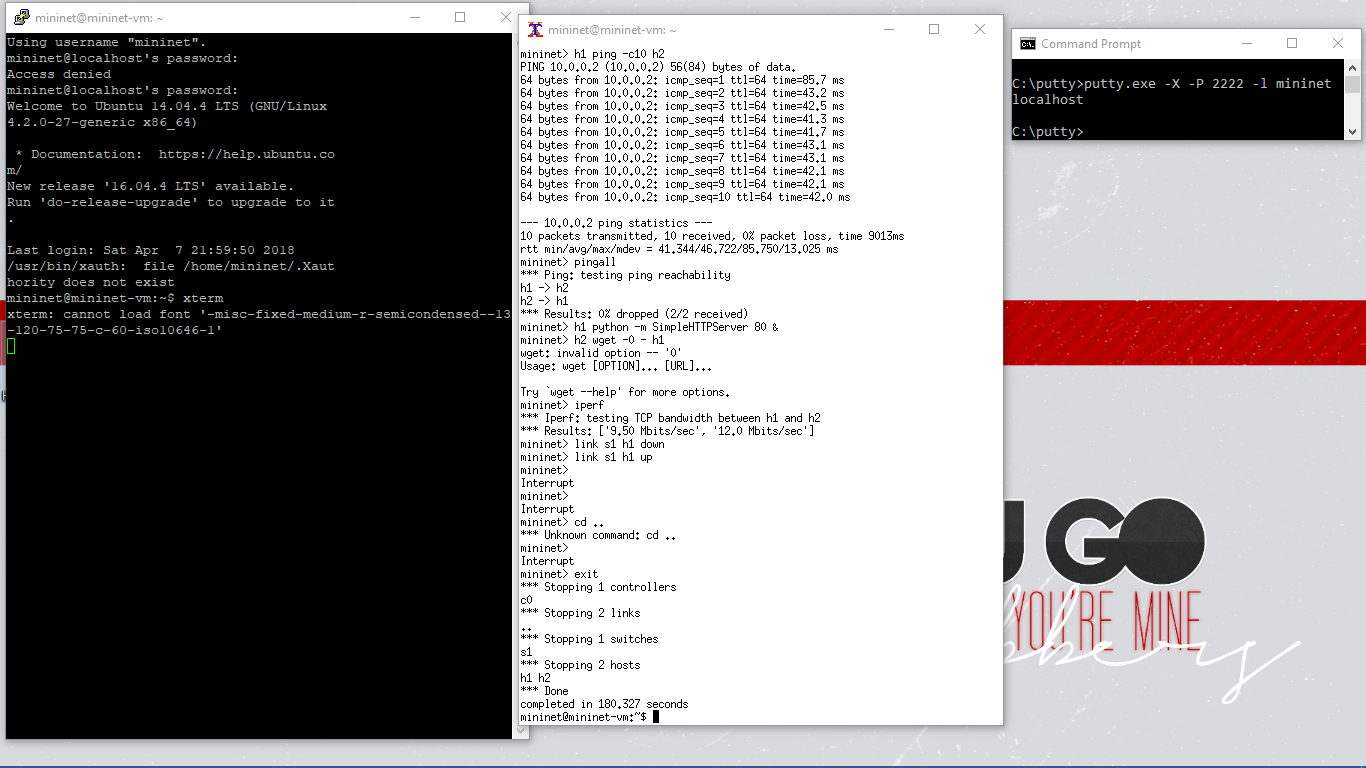 mininet@mininet-vm: ~
Using username "mininet".
mininet@localhost's password:
Access denied
mininet@localhost's password:
Welcome to Ubuntu 14.04.4 LTS (GNU/Linux
4.2.0-27-generic x86_64)
* Documentation:  https://help.ubuntu.co
m/
New release '16.04.4 LTS' available.
Run 'do-release-upgrade' to upgrade to it
.
Last login: Sat Apr  7 21:59:50 2018
/usr/bin/xauth:  file /home/mininet/.Xaut
hority does not exist
mininet@mininet-vm:~$ xterm
xterm: cannot load font '-misc-fixed-medium-r-semicondensed--13
-120-75-75-c-60-iso10646-1'
mininet@mininet-vm: ~
mininet> h1 ping -c10 h2
PING 10.0.0.2 (10.0.0.2) 56(84) bytes of data.
64 bytes from 10.0.0.2: icmp_seq=1 ttl=64 time=85.7 ms
64 bytes from 10.0.0.2: icmp_seq=2 ttl=64 time=43.2 ms
64 bytes from 10.0.0.2: icmp_seq=3 ttl=64 time=42.5 ms
64 bytes from 10.0.0.2: icmp_seq=4 ttl=64 time=41.3 ms
64 bytes from 10.0.0.2: icmp_seq=5 ttl=64 time=41.7 ms
64 bytes from 10.0.0.2: icmp_seq=6 ttl=64 time=43.1 ms
64 bytes from 10.0.0.2: icmp_seq=7 ttl=64 time=43.1 ms
64 bytes from 10.0.0.2: icmp_seq=8 ttl=64 time=42.1 ms
64 bytes from 10.0.0.2: icmp_seq=9 ttl=64 time=42.1 ms
64 bytes from 10.0.0.2: icmp_seq=10 ttl=64 time=42.0 ms
--- 10.0.0.2 ping statistics ---
10 packets transmitted, 10 received, 0% packet loss, time 9013ms
rtt min/avg/max/mdev = 41.344/46.722/85.750/13.025 ms
mininet> pingall
*** Ping: testing ping reachability
h1 -> h2
h2 -> h1
*** Results: 0% dropped (2/2 received)
mininet> h1 python -m SimpleHTTPServer 80 &
mininet> h2 wget -0 - h1
wget: invalid option -- '0'
Usage: wget [OPTION]... [URL]...
Try `wget --help' for more options.
mininet> iperf
*** Iperf: testing TCP bandwidth between h1 and h2
*** Results: ['9.50 Mbits/sec', '12.0 Mbits/sec']
mininet> link s1 h1 down
mininet> link s1 h1 up
mininet>
Interrupt
mininet>
Interrupt
mininet> cd ..
*** Unknown command: cd ..
mininet>
Interrupt
mininet> exit
*** Stopping 1 controllers
c0
*** Stopping 2 links
..
*** Stopping 1 switches
s1
*** Stopping 2 hosts
h1 h2
*** Done
completed in 180.327 seconds
mininet@mininet-vm:~$
Command Prompt
C:\putty>putty.exe -X -P 2222 -l mininet
localhost
C:\putty>
GO
YOU'RE MINE